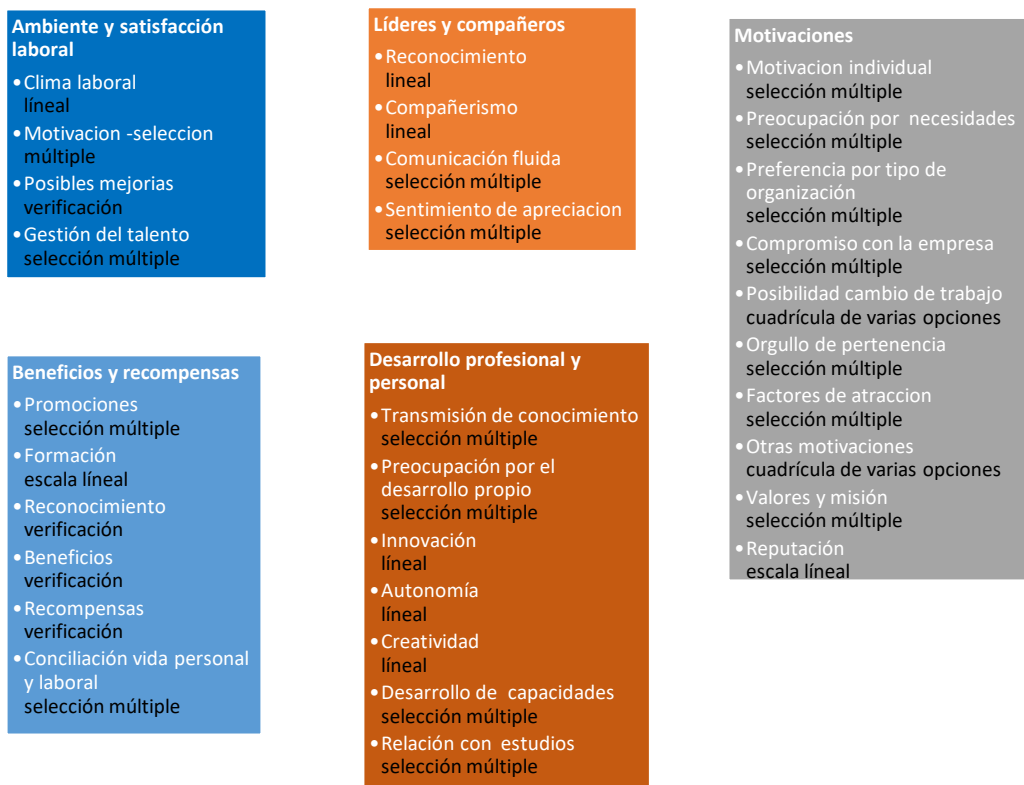 Ambiente y satisfacción
laboral
•Clima laboral
líneal
•Motivacion -seleccion
múltiple
•Posibles mejorias
verificación
•Gestión del talento
selección múltiple
Líderes y compañeros
•Reconocimiento
lineal
•Compañerismo
lineal
•Comunicación fluida
selección múltiple
•Sentimiento de apreciacion
selección múltiple
Motivaciones
•Motivacion individual
selección múltiple
•Preocupación por necesidades
selección múltiple
•Preferencia por tipo de
organización
selección múltiple
•Compromiso con la empresa
selección múltiple
•Posibilidad cambio de trabajo
cuadrícula de varias opciones
•Orgullo de pertenencia
selección múltiple
•Factores de atraccion
selección múltiple
•Otras motivaciones
cuadrícula de varias opciones
•Valores y misión
selección múltiple
•Reputación
escala líneal
Beneficios y recompensas
•Promociones
selección múltiple
•Formación
escala líneal
•Reconocimiento
verificación
•Beneficios
verificación
•Recompensas
verificación
•Conciliación vida personal
y laboral
selección múltiple
Desarrollo profesional y
personal
•Transmisión de conocimiento
selección múltiple
•Preocupación por el
desarrollo propio
selección múltiple
•Innovación
líneal
•Autonomía
líneal
•Creatividad
líneal
•Desarrollo de capacidades
selección múltiple
•Relación con estudios
selección múltiple